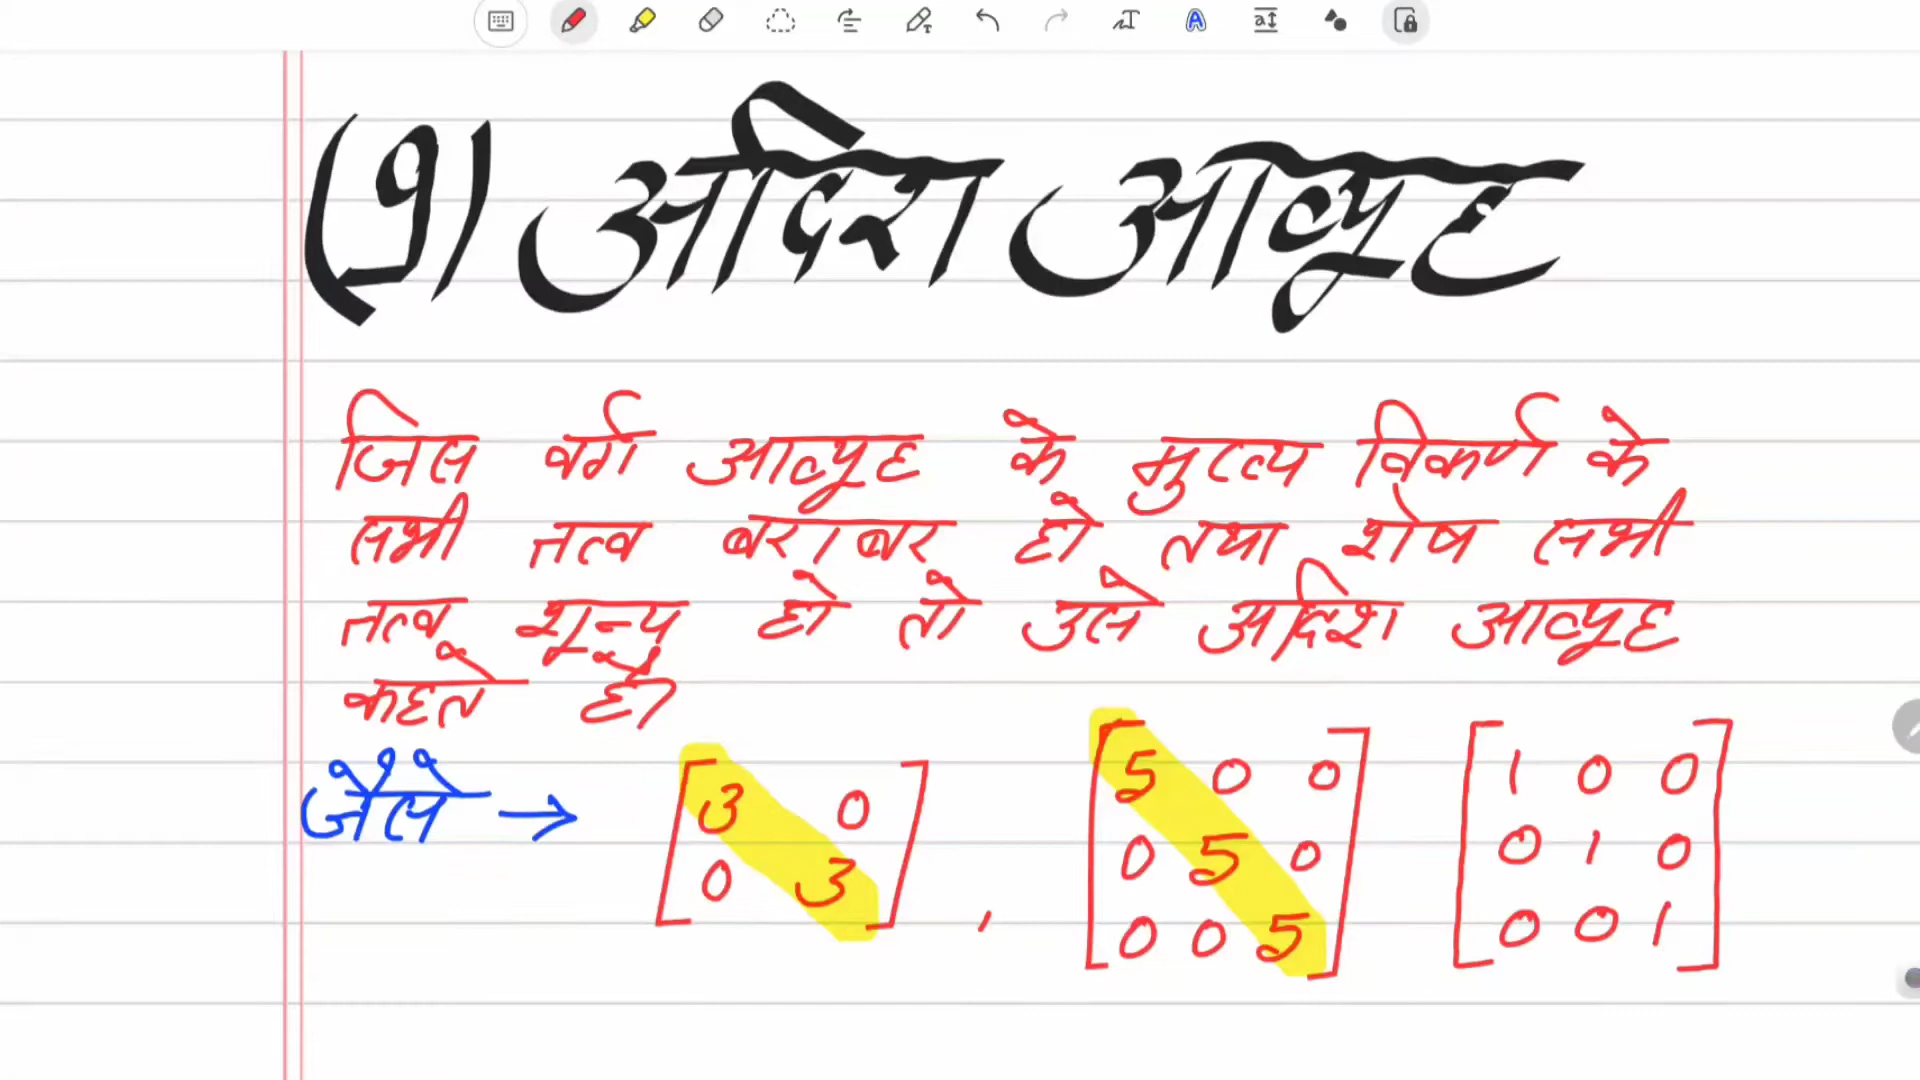 (9) अदिश आव्यूह
जिस वर्ग आव्यूह के मुख्य विकर्ण के
सभी तत्व बराबर हो तथा शेष सभी
तत्व शून्य हो तो उसे अदिश आव्यूह
कहते है।
जैसे → [3 0
0 3] , [5 0 0
0 5 0
0 0 5] [1 0 0
0 1 0
0 0 1]